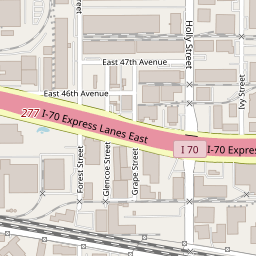 Holly Street
East 47th Avenue
East 46th Avenue
Ivy Street
277
I-70 Express Lanes East
I 70
I-70 Expres
Forest Street
Glencoe Street
Grape Street